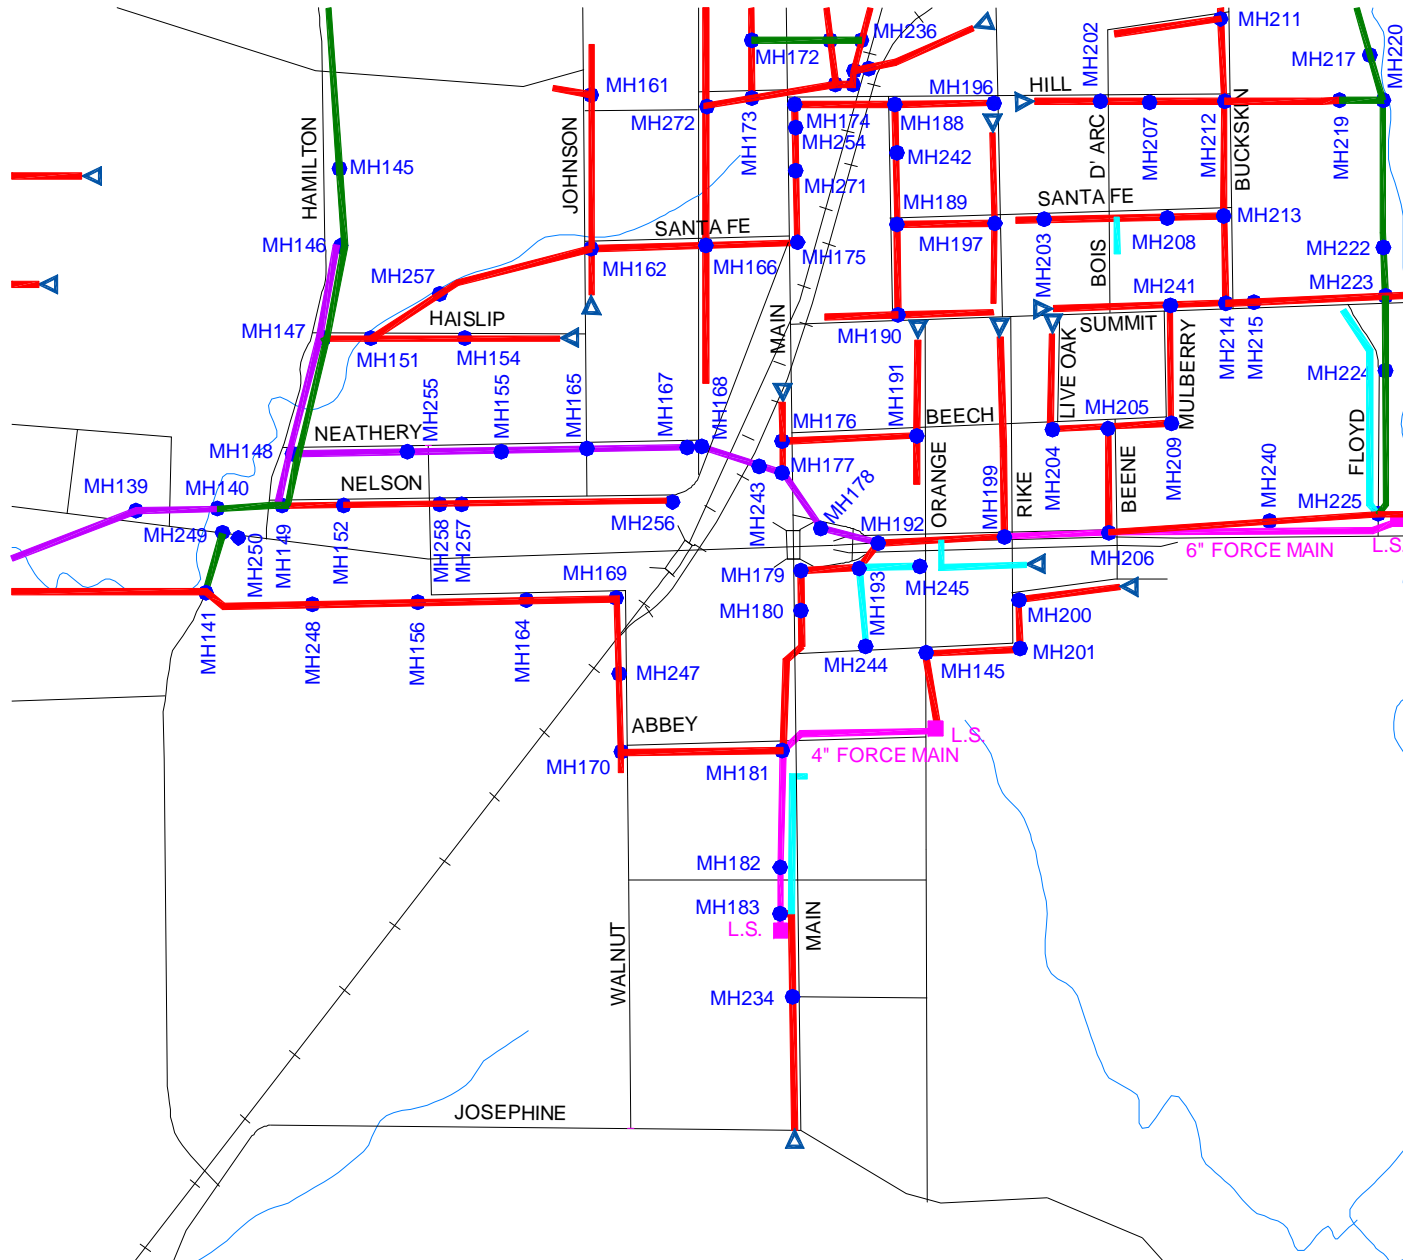 MH211
MH236
MH202
MH220
MH217
MH172
HILL
MH161
MH196
MH272
MH173
MH174
MH188
D' ARC
MH207
MH212
BUCKSKIN
MH219
HAMILTON
JOHNSON
MH254
MH242
MH145
MH271
MH189
SANTA FE
MH213
SANTA FE
MH146
MH162
MH166
MH175
MH197
MH203
BOIS
MH208
MH222
MH257
MH241
MH223
HAISLIP
MH147
MH151
MH154
MAIN
MH190
SUMMIT
MULBERRY
MH214
MH215
LIVE OAK
MH224
MH255
MH155
MH165
MH167
MH168
MH191
BEECH
MH205
NEATHERY
MH176
MH148
MH177
ORANGE
MH199
RIKE
MH204
BEENE
MH209
MH240
FLOYD
MH139
MH140
NELSON
MH243
MH178
MH225
MH249
MH250
MH149
MH152
MH258
MH257
MH256
MH192
MH206
6" FORCE MAIN
L.S.
MH169
MH179
MH193
MH245
MH180
MH200
MH141
MH248
MH156
MH164
MH247
MH244
MH145
MH201
ABBEY
L.S.
MH170
MH181
4" FORCE MAIN
MH182
MH183
L.S.
MAIN
WALNUT
MH234
JOSEPHINE